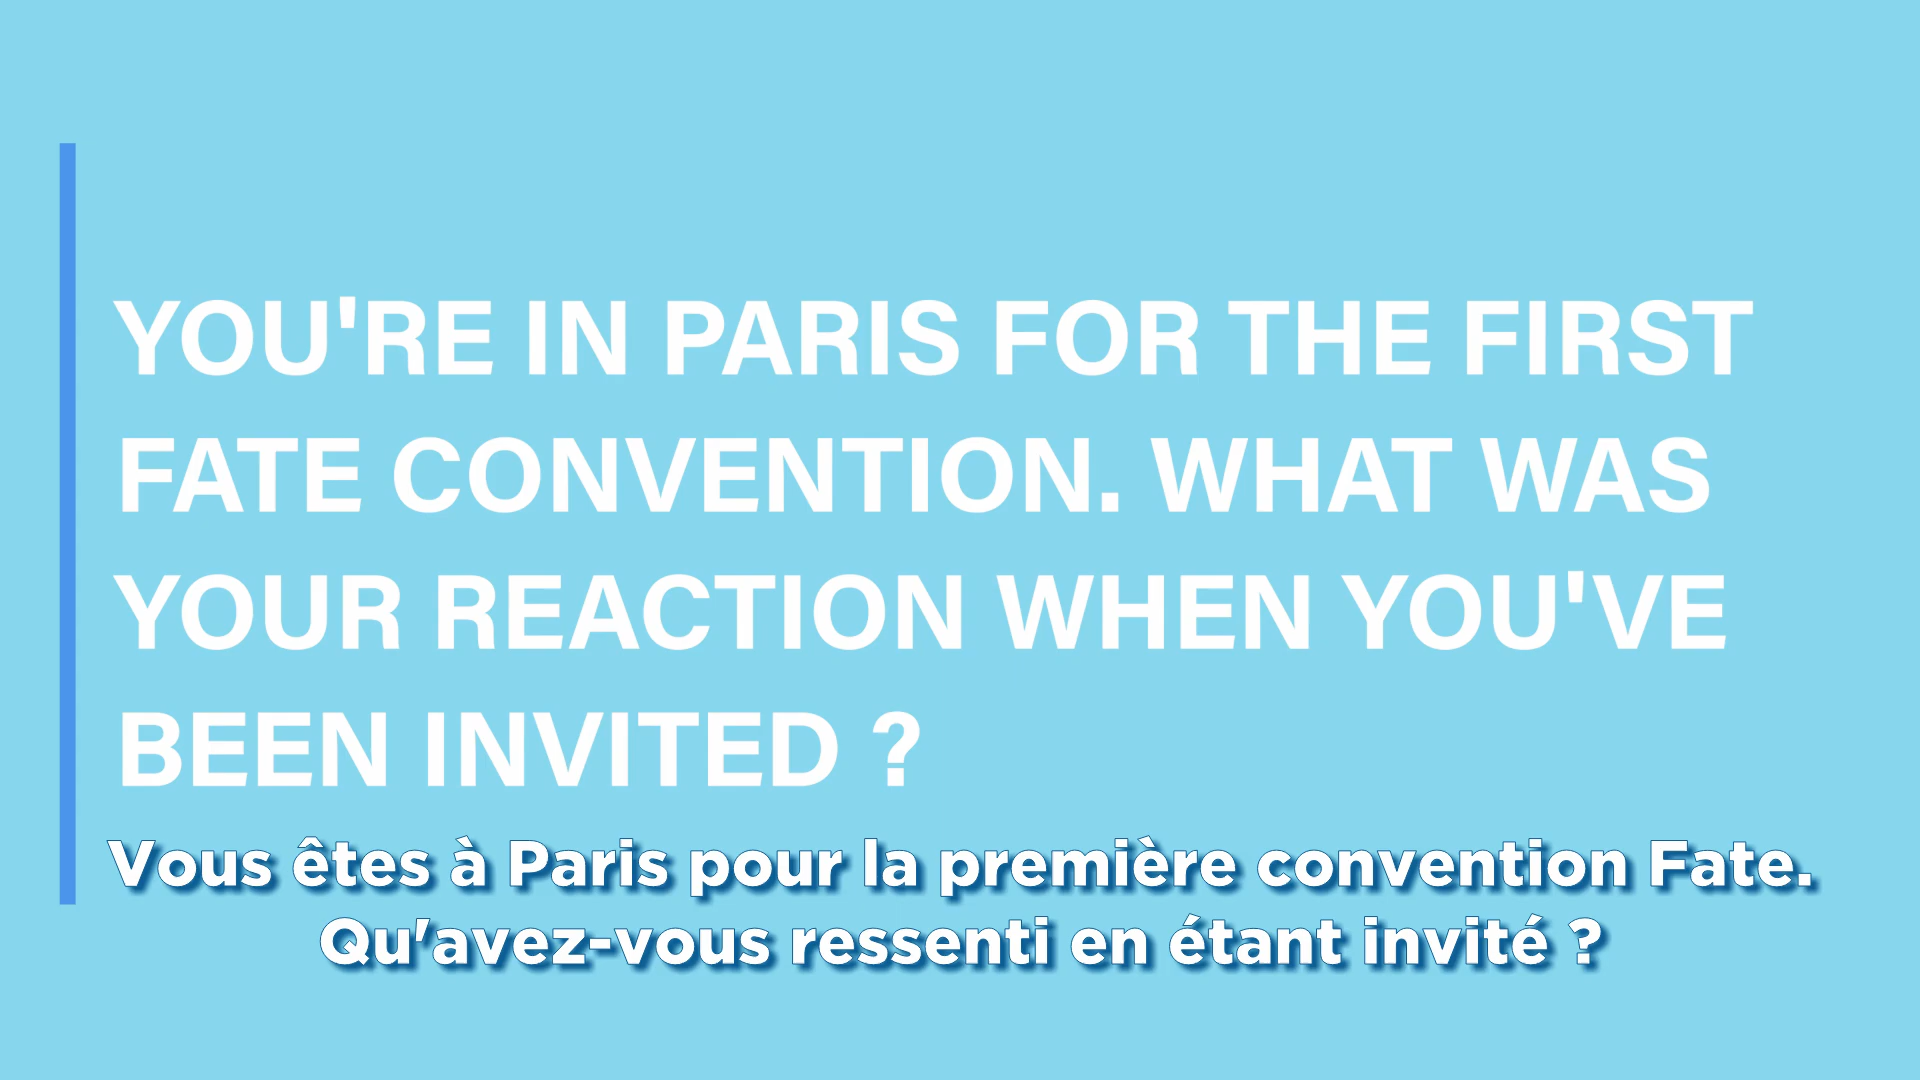 YOU'RE IN PARIS FOR THE FIRST
FATE CONVENTION. WHAT WAS
YOUR REACTION WHEN YOU'VE
BEEN INVITED ?
Vous êtes à Paris pour la première convention Fate.
Qu'avez-vous ressenti en étant invité ?